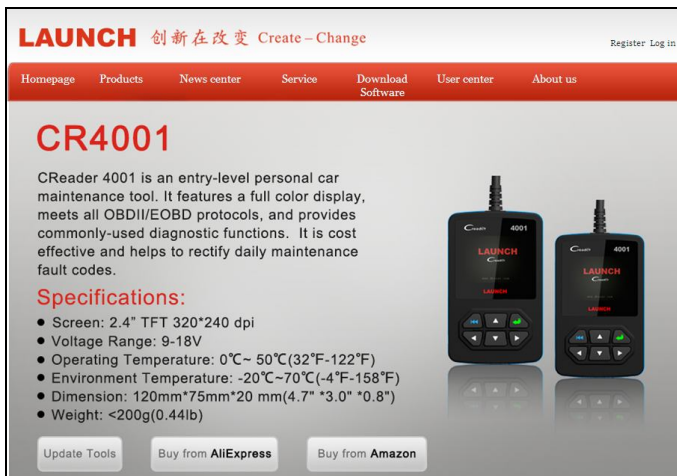 LAUNCH 创新在改变 Create – Change
Register Log in
Homepage Products News center Service Download Software User center About us
CR4001
CReader 4001 is an entry-level personal car
maintenance tool. It features a full color display,
meets all OBDII/EOBD protocols, and provides
commonly-used diagnostic functions. It is cost
effective and helps to rectify daily maintenance
fault codes.
Specifications:
● Screen: 2.4” TFT 320*240 dpi
● Voltage Range: 9-18V
● Operating Temperature: 0℃~ 50℃(32℉-122℉)
● Environment Temperature: -20℃~70℃(-4℉-158℉)
● Dimension: 120mm*75mm*20 mm(4.7" *3.0" *0.8")
● Weight: <200g(0.44lb)
Update Tools Buy from AliExpress Buy from Amazon
CReader 4001
LAUNCH
CReader
LAUNCH
CReader 4001
LAUNCH
CReader
LAUNCH